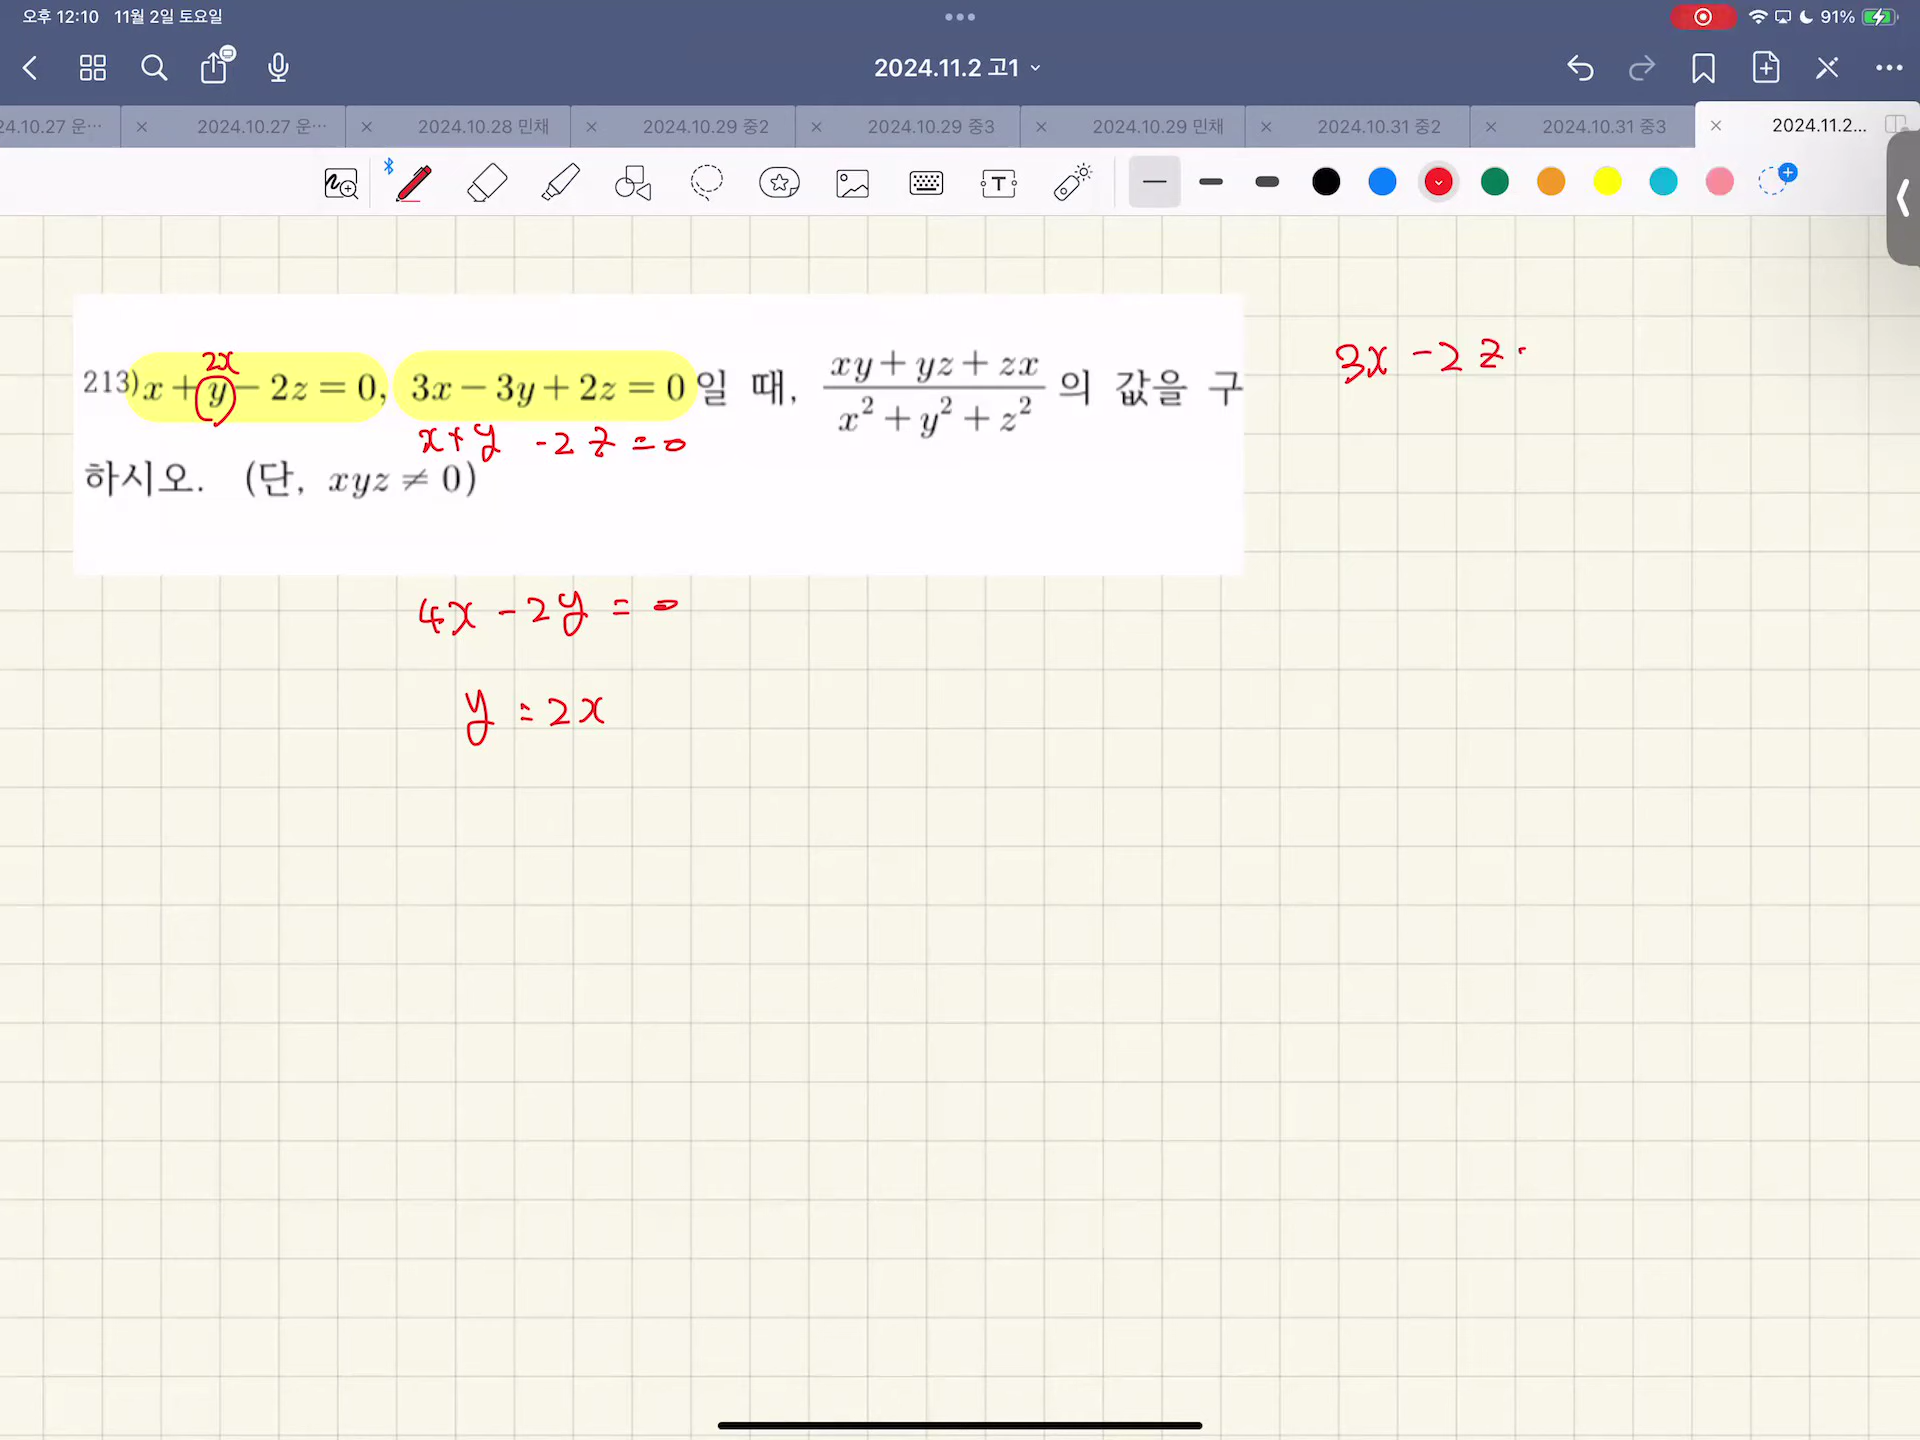 오후 12:10 11월 2일 토요일
91%
2024.11.2 고1
24.10.27 운…
2024.10.27 운…
2024.10.28 민채
2024.10.29 중2
2024.10.29 중3
2024.10.29 민채
2024.10.31 중2
2024.10.31 중3
2024.11.2...
T
2x
213) x + y - 2z = 0, 3x - 3y + 2z = 0 일 때, (xy + yz + zx)/(x² + y² + z²) 의 값을 구
3x - 2z
x + y - 2z = 0
하시오. (단, xyz ≠ 0)
4x - 2y = 0
y = 2x